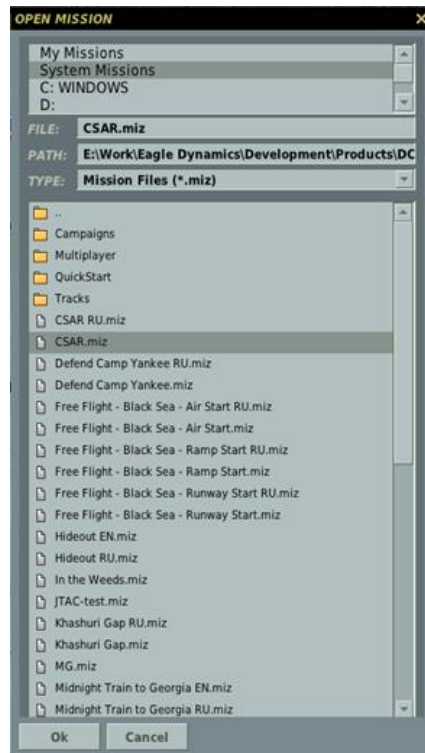 OPEN MISSION
My Missions
System Missions
C: WINDOWS
D:
FILE: CSAR.miz
PATH: E:\Work\Eagle Dynamics\Development\Products\DC
TYPE: Mission Files (*.miz)
..
Campaigns
Multiplayer
QuickStart
Tracks
CSAR RU.miz
CSAR.miz
Defend Camp Yankee RU.miz
Defend Camp Yankee.miz
Free Flight - Black Sea - Air Start RU.miz
Free Flight - Black Sea - Air Start.miz
Free Flight - Black Sea - Ramp Start RU.miz
Free Flight - Black Sea - Ramp Start.miz
Free Flight - Black Sea - Runway Start RU.miz
Free Flight - Black Sea - Runway Start.miz
Hideout EN.miz
Hideout RU.miz
In the Weeds.miz
JTAC-test.miz
Khashuri Gap RU.miz
Khashuri Gap.miz
MG.miz
Midnight Train to Georgia EN.miz
Midnight Train to Georgia RU.miz
Ok Cancel